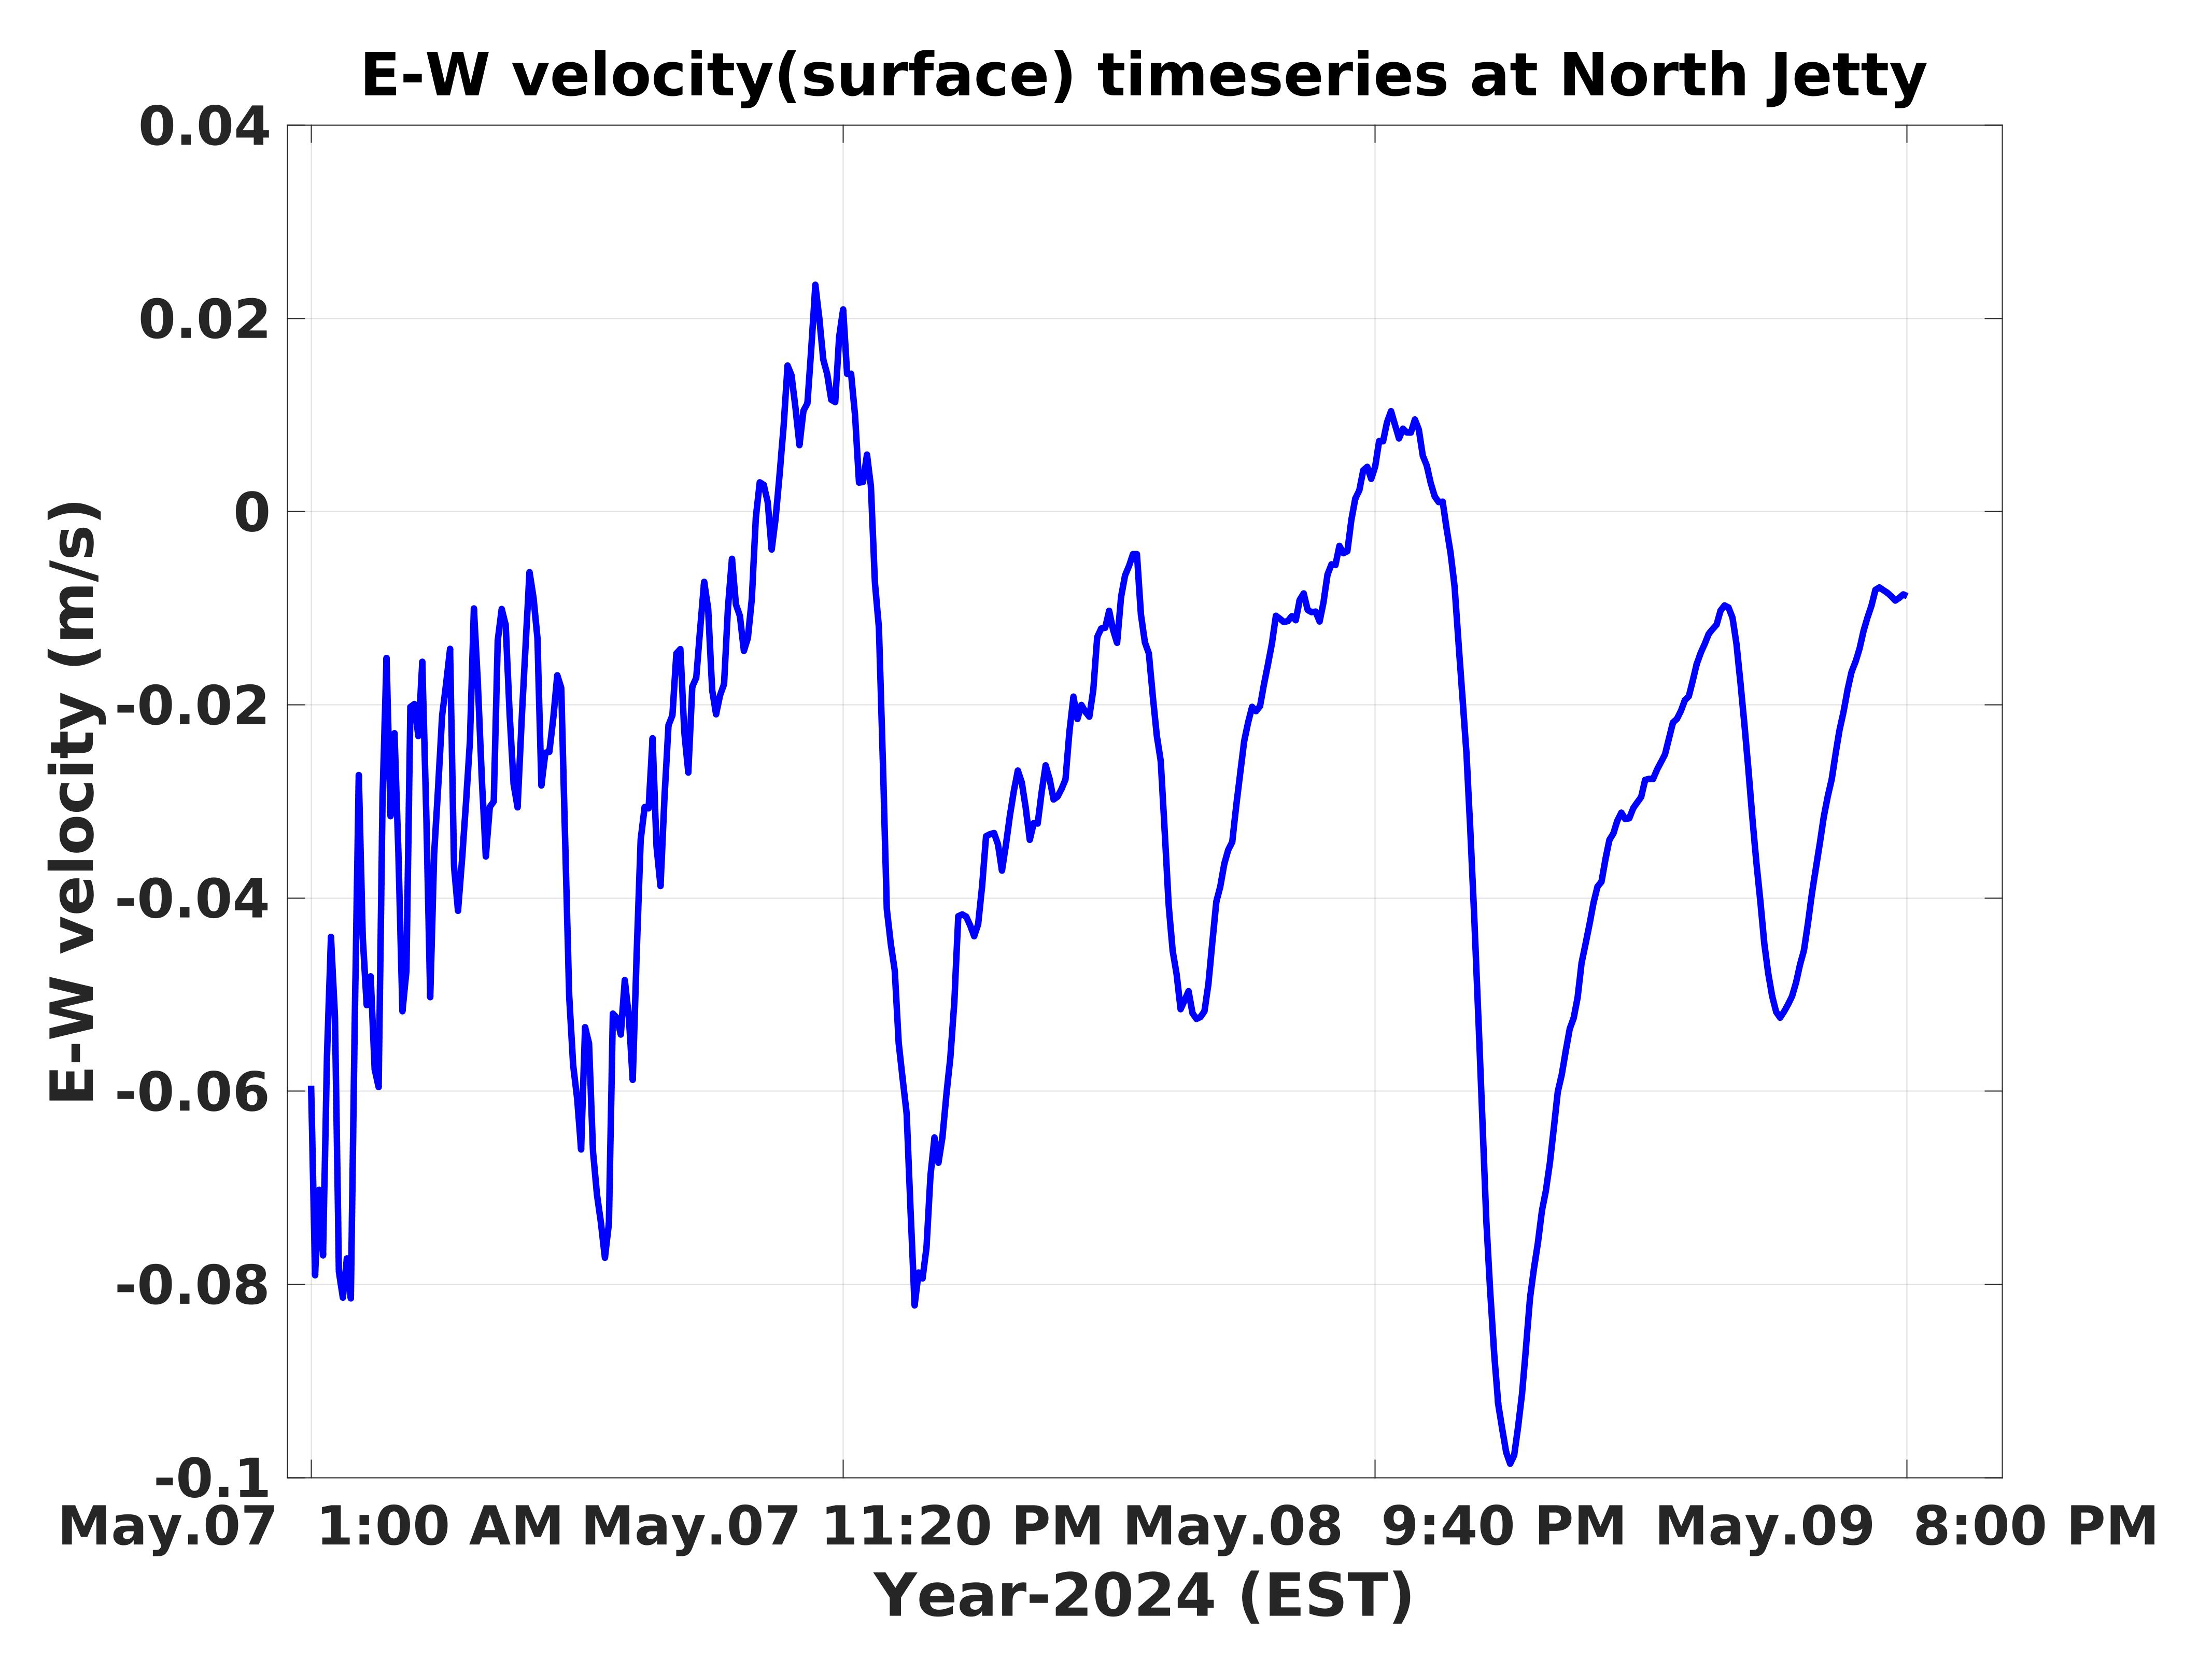 E-W velocity(surface) timeseries at North Jetty
0.04
0.02
0
-0.02
-0.04
-0.06
-0.08
-0.1
E-W velocity (m/s)
May.07 1:00 AM May.07 11:20 PM May.08 9:40 PM May.09 8:00 PM
Year-2024 (EST)